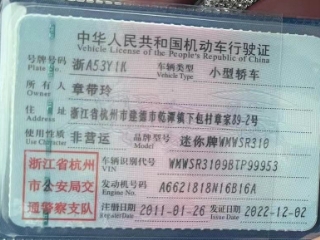 中华人民共和国机动车行驶证
Vehicle License of the People's Republic of China
号牌号码 浙A53Y1K 车辆类型 小型轿车
Plate No. Vehicle Type
所有人 章带玲
Owner
住址 浙江省杭州市建德市乾潭镇下包村章家89-2号
Address
使用性质 非营运 品牌型号 迷你牌WMWSR310
Use Character Model
浙江省杭州
市公安局交
通警察支队
车辆识别代号 WMWSR3109BTP99953
VIN
发动机号码 A6621818N16B16A
Engine No.
注册日期 2011-01-26 发证日期 2022-12-02
Register Date Issue Date